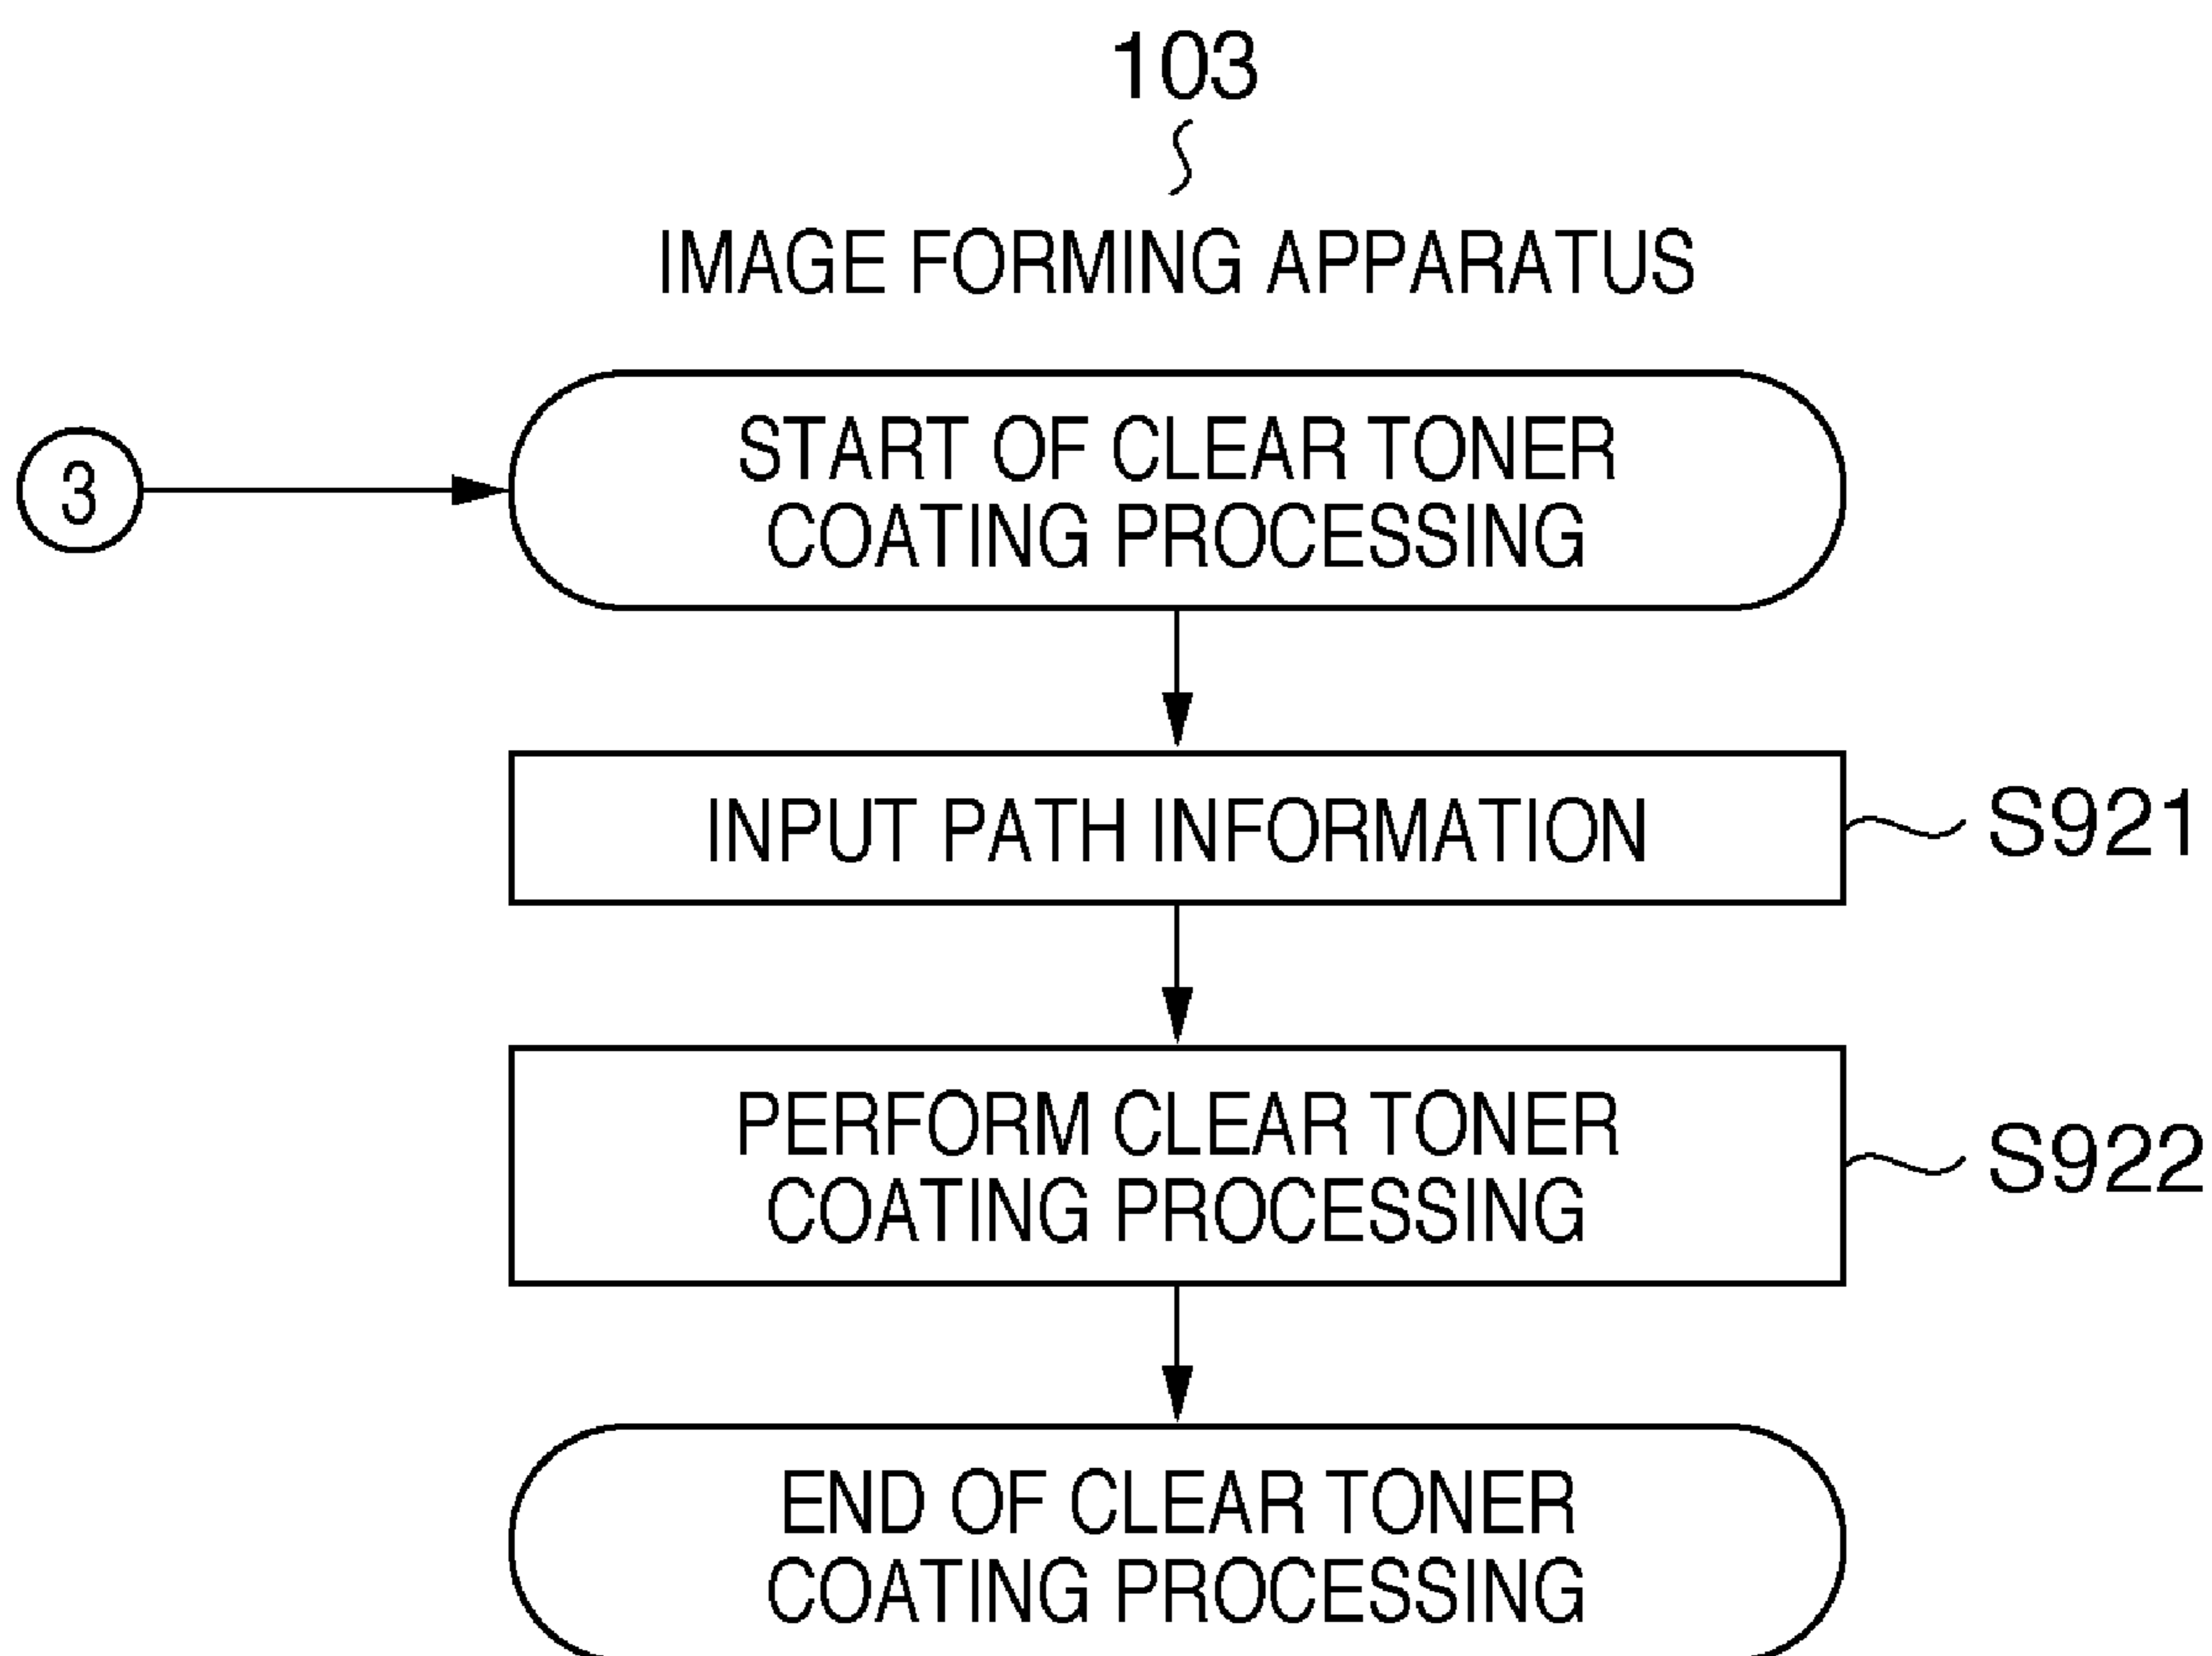 103
IMAGE FORMING APPARATUS
3
START OF CLEAR TONER
COATING PROCESSING
INPUT PATH INFORMATION
S921
PERFORM CLEAR TONER
COATING PROCESSING
S922
END OF CLEAR TONER
COATING PROCESSING